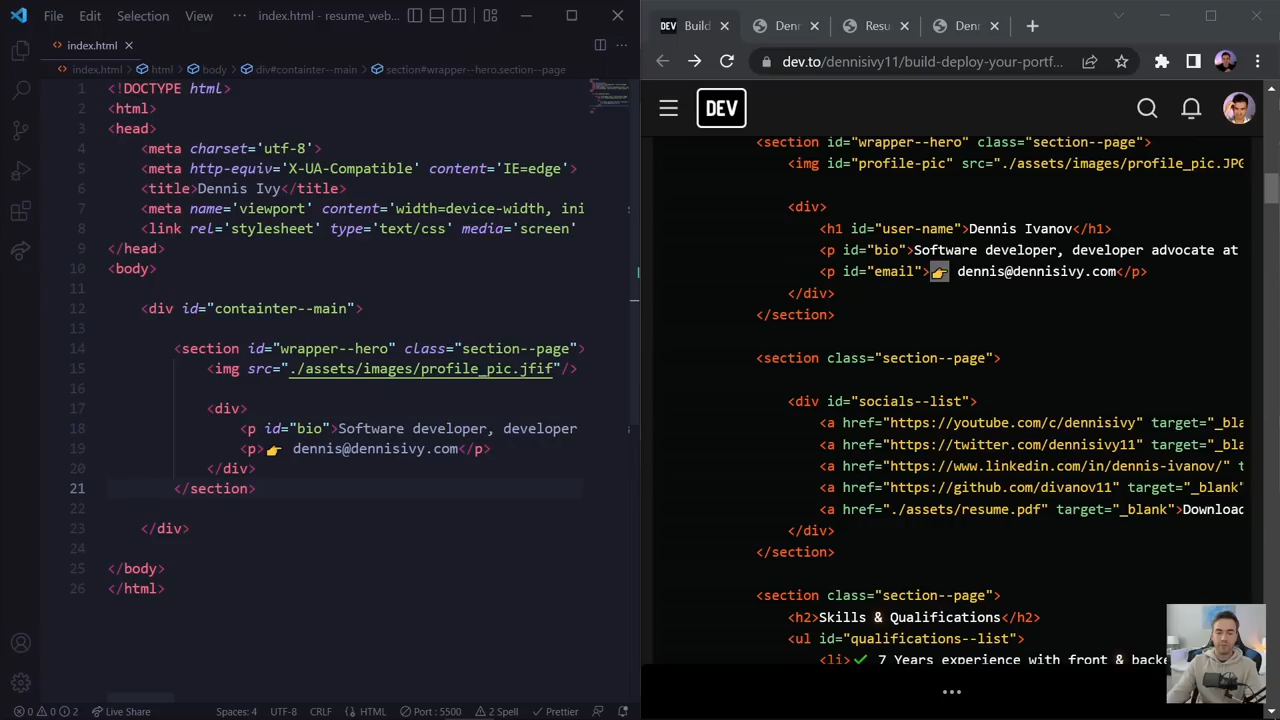 File Edit Selection View ··· index.html - resume_web...
index.html
index.html > html > body > div#containter--main > section#wrapper--hero.section--page
1 <!DOCTYPE html>
2 <html>
3 <head>
4 <meta charset='utf-8'>
5 <meta http-equiv='X-UA-Compatible' content='IE=edge'>
6 <title>Dennis Ivy</title>
7 <meta name='viewport' content='width=device-width, ini
8 <link rel='stylesheet' type='text/css' media='screen'
9 </head>
10 <body>
11
12 <div id="containter--main">
13
14 <section id="wrapper--hero" class="section--page">
15 <img src="./assets/images/profile_pic.jfif"/>
16
17 <div>
18 <p id="bio">Software developer, developer
19 <p>👉 dennis@dennisivy.com</p>
20 </div>
21 </section>
22
23 </div>
24
25 </body>
26 </html>
0 0 2 Live Share Spaces: 4 UTF-8 CRLF HTML Port : 5500 2 Spell Prettier
DEV Build Denn Resu Denn
dev.to/dennisivy11/build-deploy-your-portf...
DEV
<section id="wrapper--hero" class="section--page">
<img id="profile-pic" src="./assets/images/profile_pic.JPG
<div>
<h1 id="user-name">Dennis Ivanov</h1>
<p id="bio">Software developer, developer advocate at
<p id="email">👉 dennis@dennisivy.com</p>
</div>
</section>
<section class="section--page">
<div id="socials--list">
<a href="https://youtube.com/c/dennisivy" target="_bla
<a href="https://twitter.com/dennisivy11" target="_bla
<a href="https://www.linkedin.com/in/dennis-ivanov/" t
<a href="https://github.com/divanov11" target="_blank"
<a href="./assets/resume.pdf" target="_blank">Download
</div>
</section>
<section class="section--page">
<h2>Skills & Qualifications</h2>
<ul id="qualifications--list">
<li>✔️ 7 Years experience with front & backe